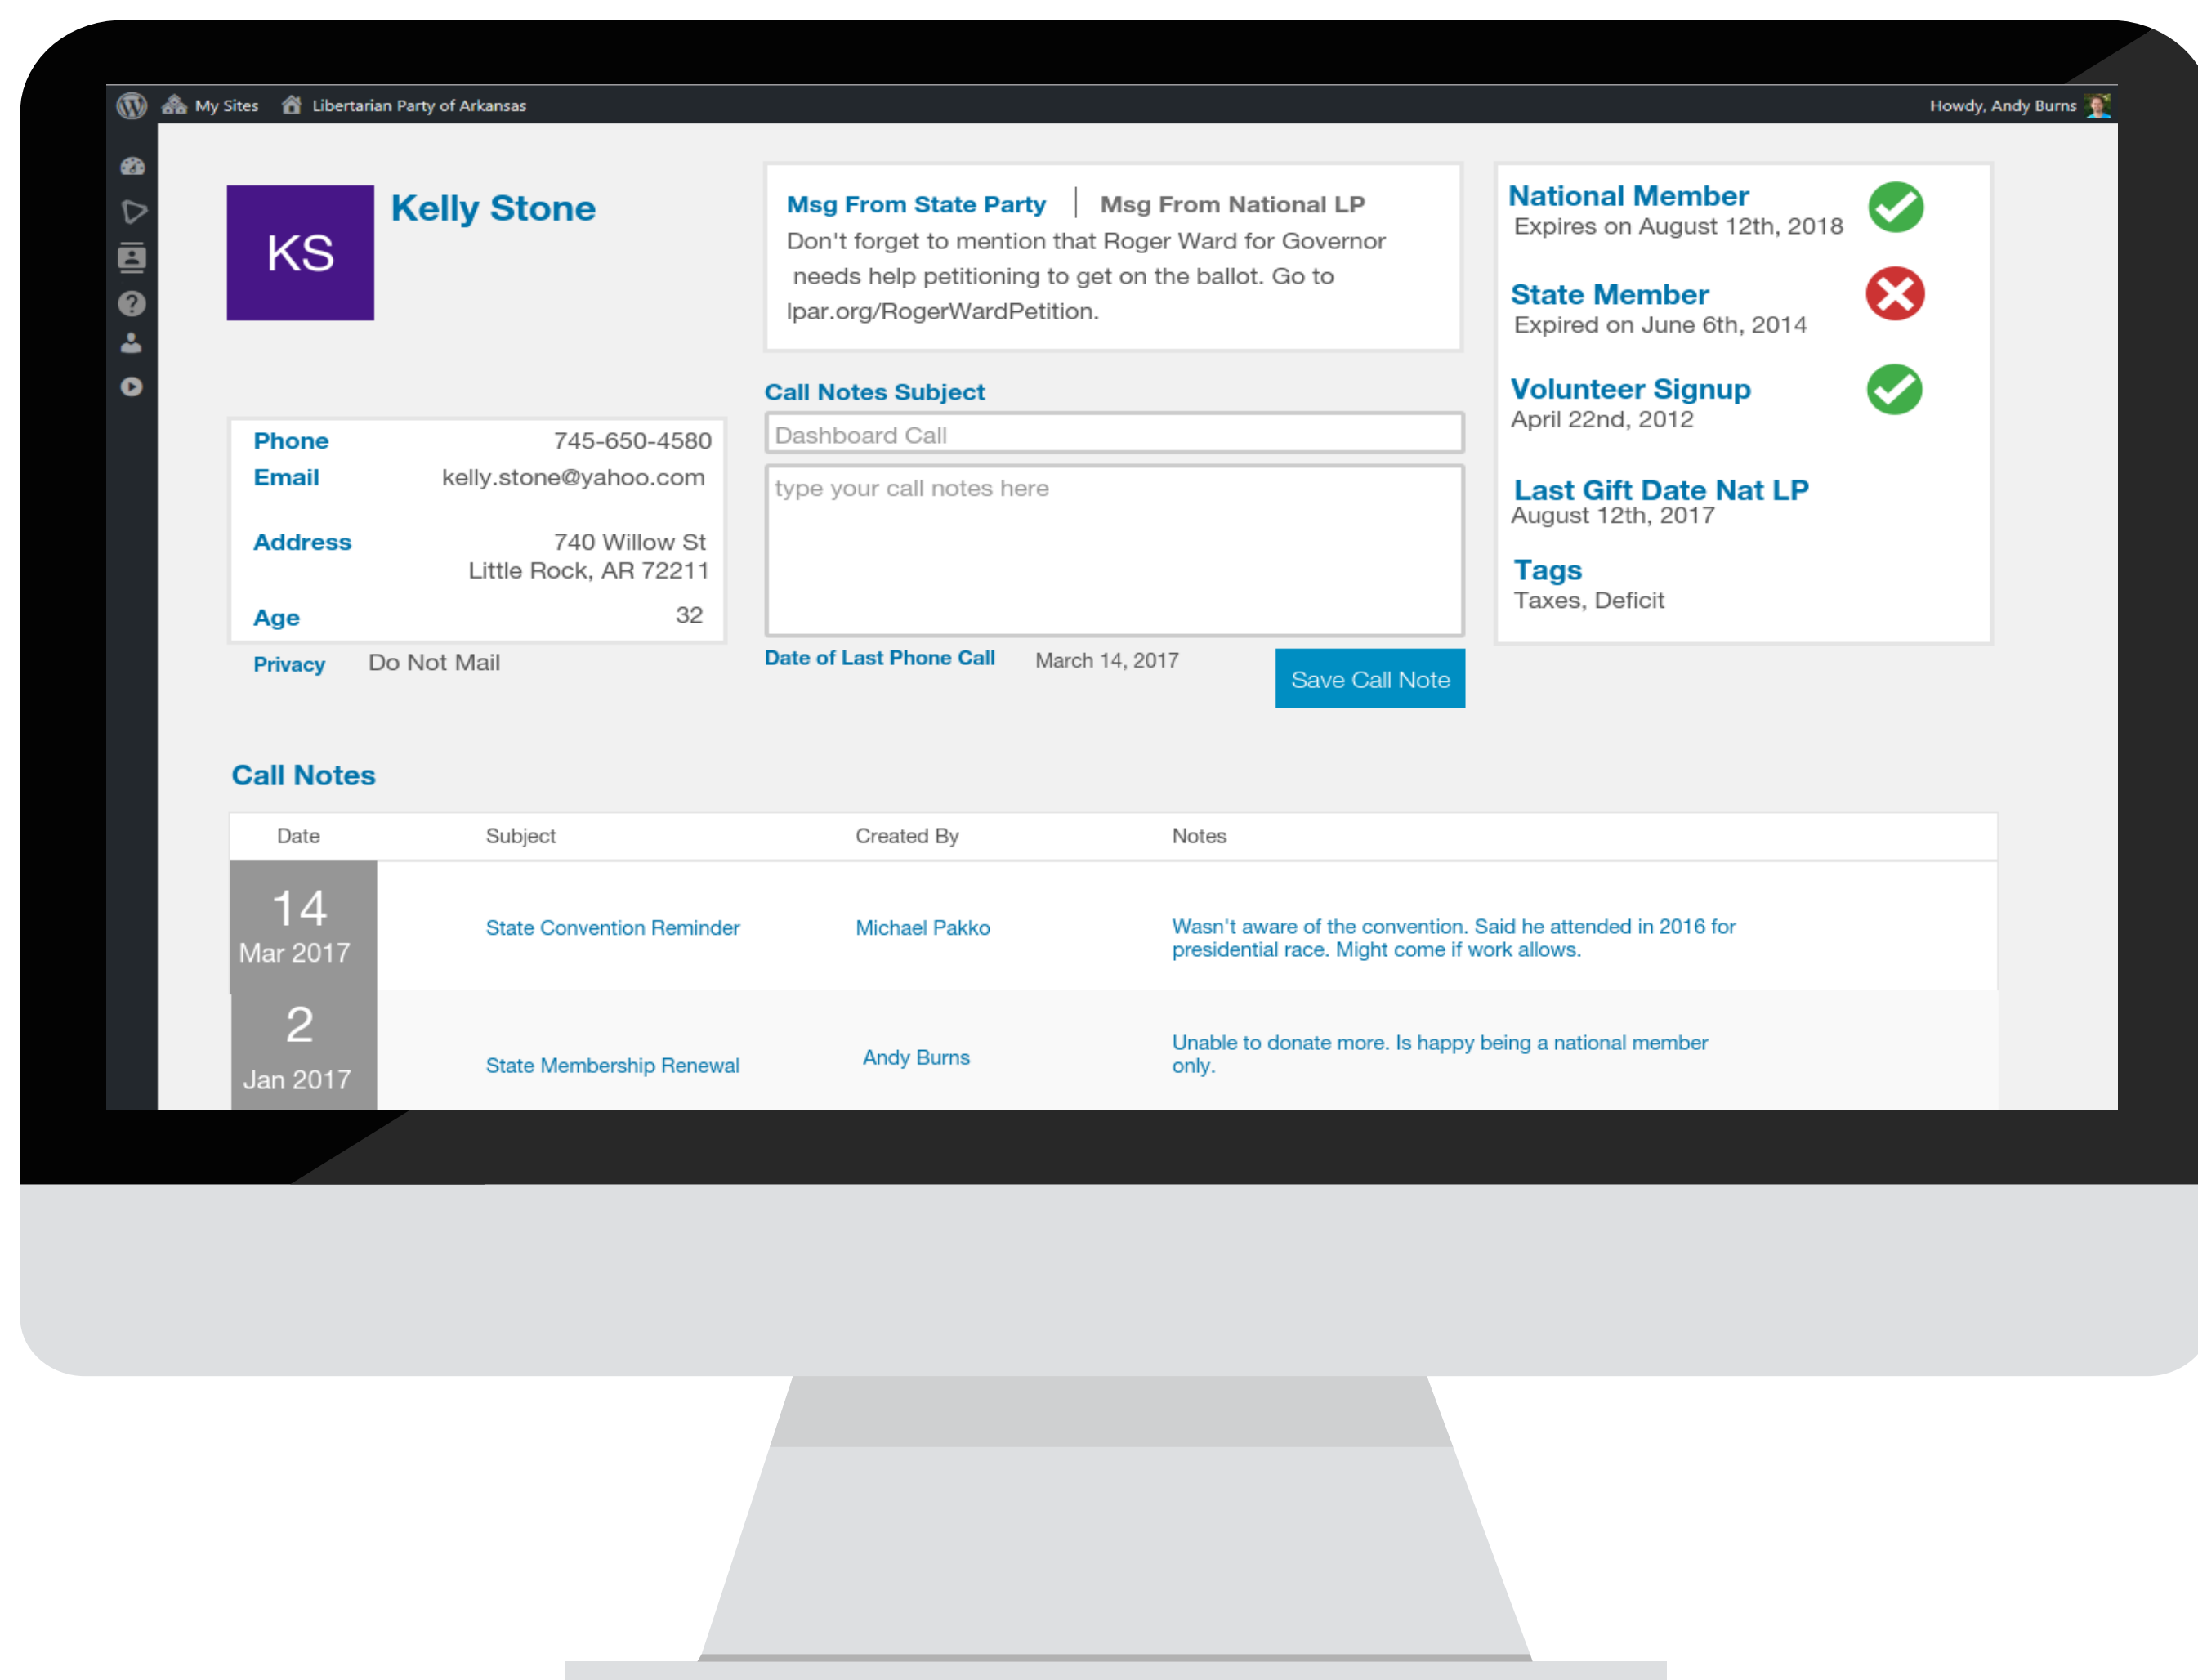 My Sites Libertarian Party of Arkansas Howdy, Andy Burns
KS
Kelly Stone
Phone 745-650-4580
Email kelly.stone@yahoo.com
Address 740 Willow St
Little Rock, AR 72211
Age 32
Privacy Do Not Mail
Msg From State Party | Msg From National LP
Don't forget to mention that Roger Ward for Governor
needs help petitioning to get on the ballot. Go to
lpar.org/RogerWardPetition.
Call Notes Subject
Dashboard Call
type your call notes here
Date of Last Phone Call March 14, 2017
Save Call Note
National Member
Expires on August 12th, 2018
State Member
Expired on June 6th, 2014
Volunteer Signup
April 22nd, 2012
Last Gift Date Nat LP
August 12th, 2017
Tags
Taxes, Deficit
Call Notes
Date Subject Created By Notes
14
Mar 2017
State Convention Reminder
Michael Pakko
Wasn't aware of the convention. Said he attended in 2016 for
presidential race. Might come if work allows.
2
Jan 2017
State Membership Renewal
Andy Burns
Unable to donate more. Is happy being a national member
only.